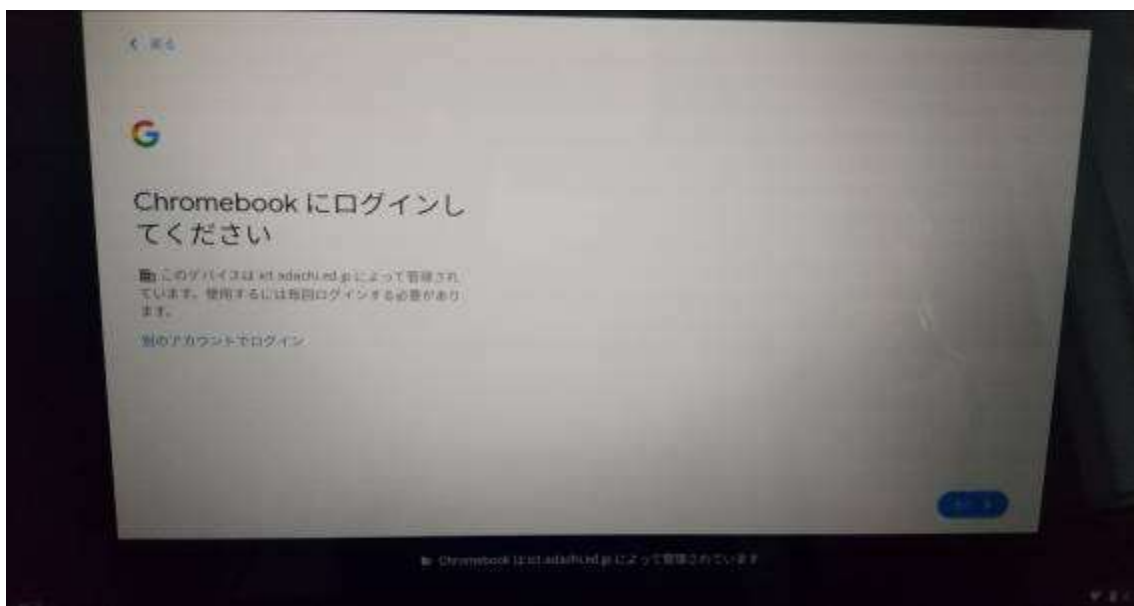 戻る
G
Chromebook にログインし
てください
このデバイスは ict.adachi.ed.jp によって管理され
ています。使用するには毎回ログインする必要があり
ます。
別のアカウントでログイン
Chromebook は ict.adachi.ed.jp によって管理されています